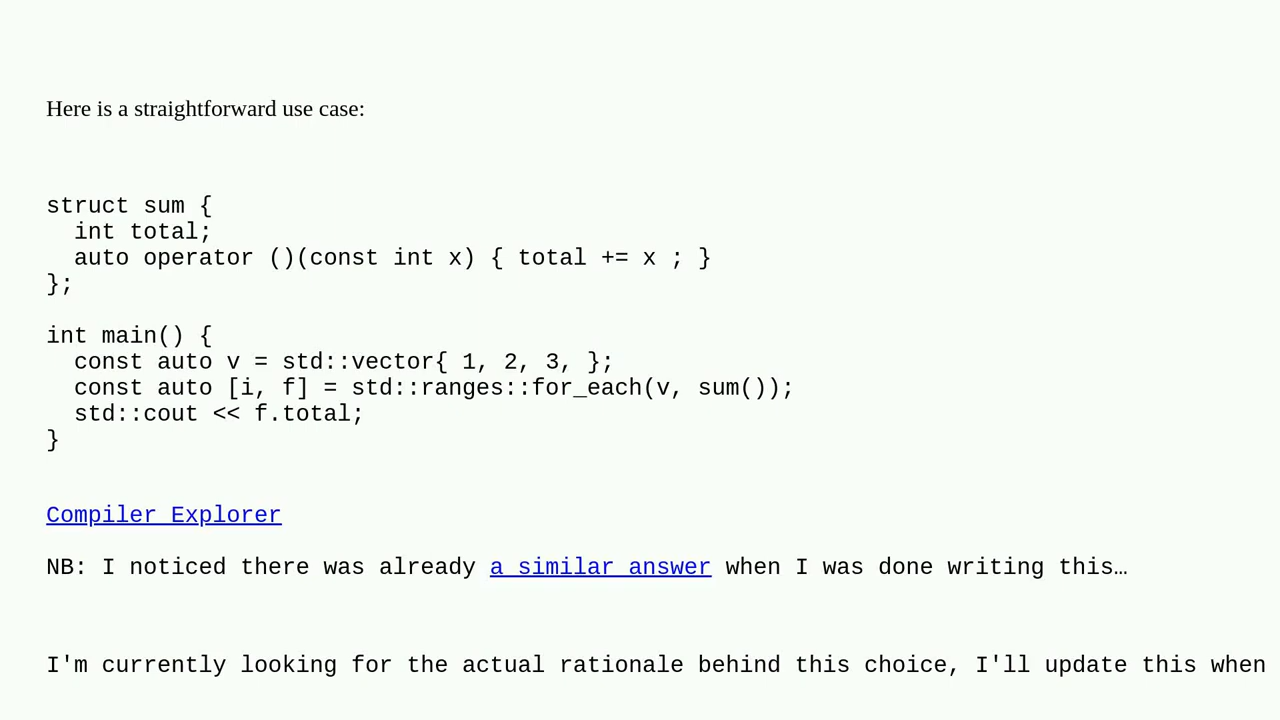 Here is a straightforward use case:
struct sum {
  int total;
  auto operator ()(const int x) { total += x ; }
};
int main() {
  const auto v = std::vector{ 1, 2, 3, };
  const auto [i, f] = std::ranges::for_each(v, sum());
  std::cout << f.total;
}
Compiler Explorer
NB: I noticed there was already a similar answer when I was done writing this…
I'm currently looking for the actual rationale behind this choice, I'll update this when